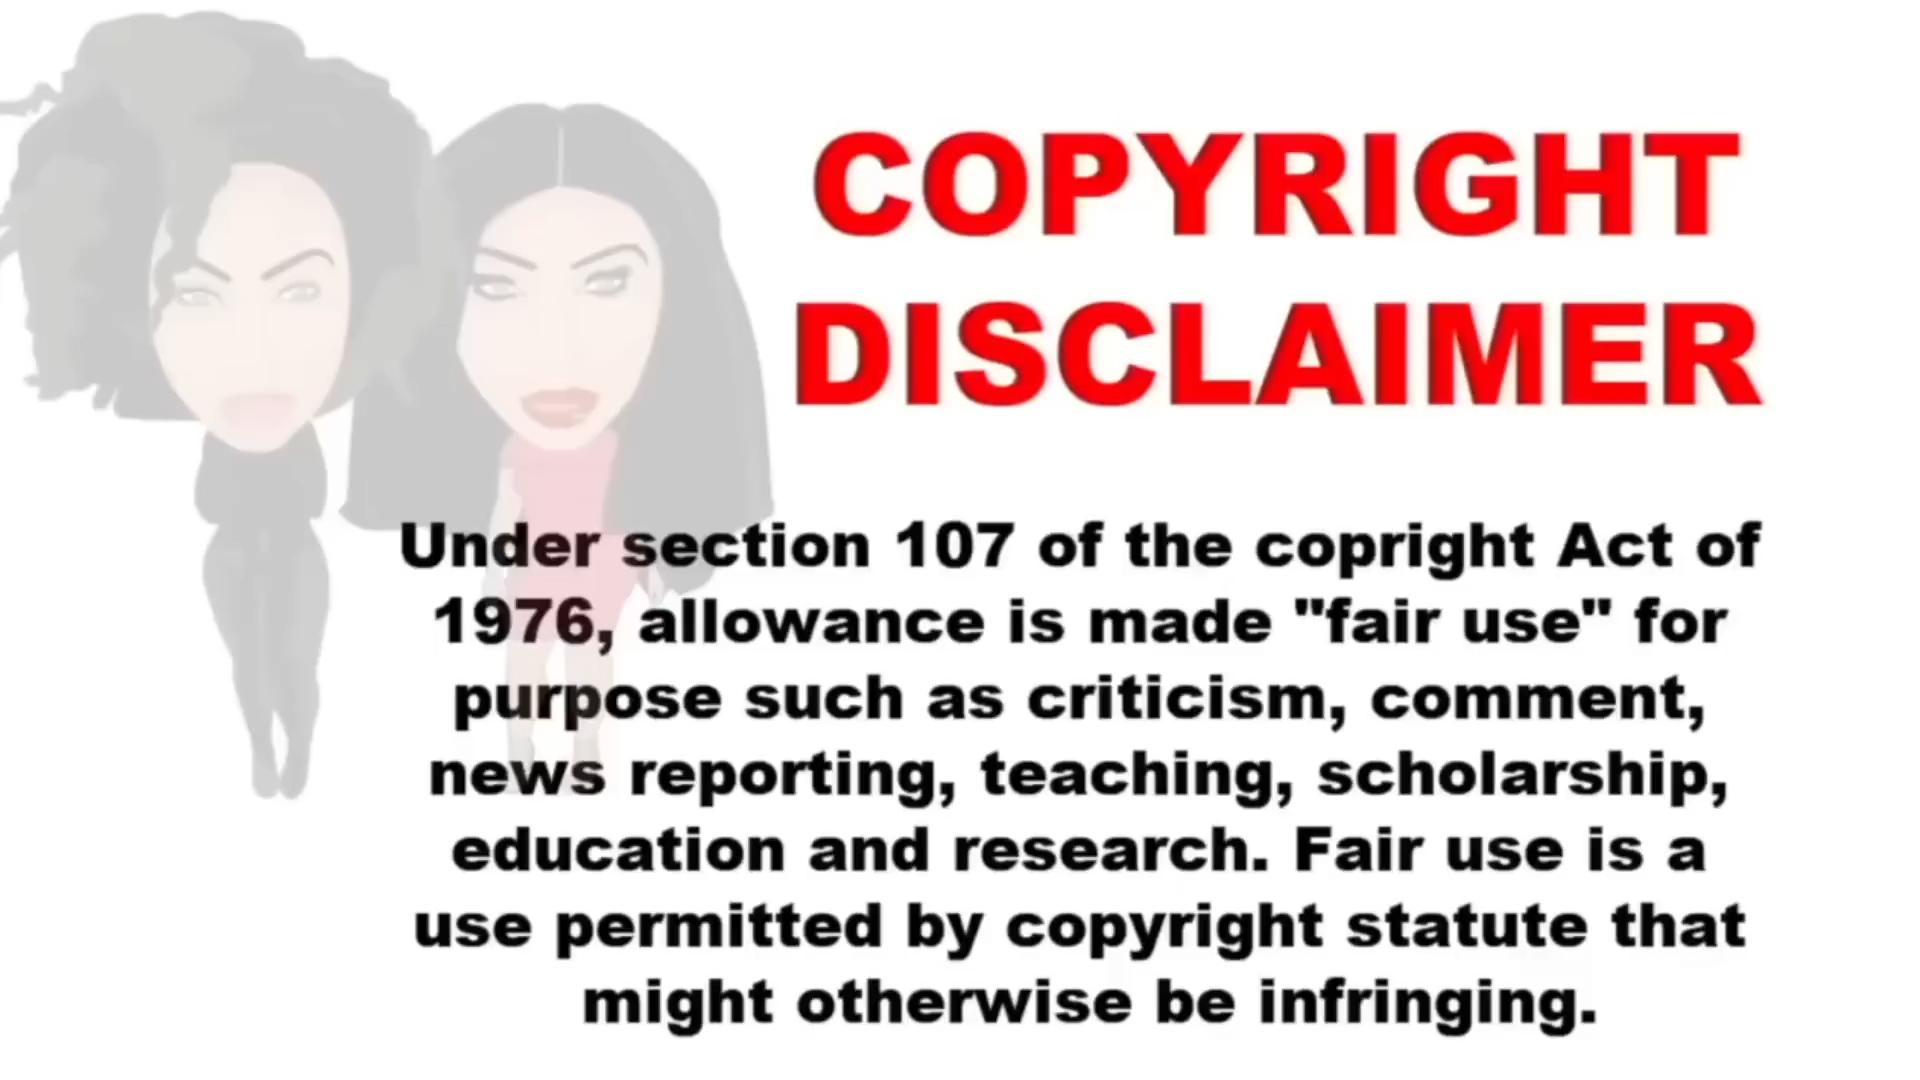 COPYRIGHT
DISCLAIMER
Under section 107 of the copright Act of
1976, allowance is made "fair use" for
purpose such as criticism, comment,
news reporting, teaching, scholarship,
education and research. Fair use is a
use permitted by copyright statute that
might otherwise be infringing.